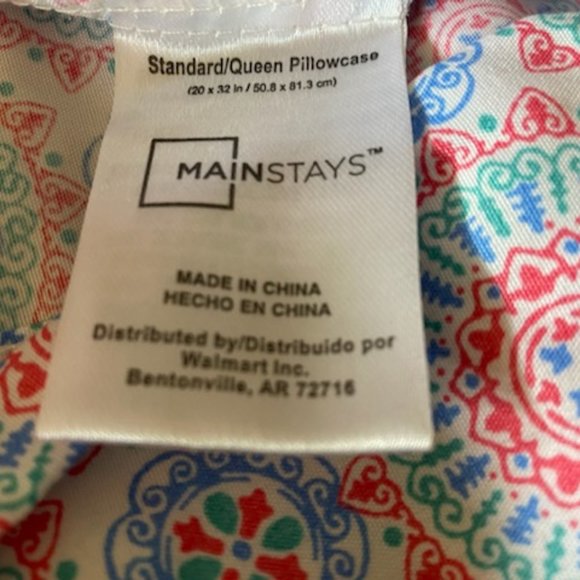 Standard/Queen Pillowcase
(20 x 32 in / 50.8 x 81.3 cm)
MAINSTAYS™
MADE IN CHINA
HECHO EN CHINA
Distributed by/Distribuido por
Walmart Inc.
Bentonville, AR 72716